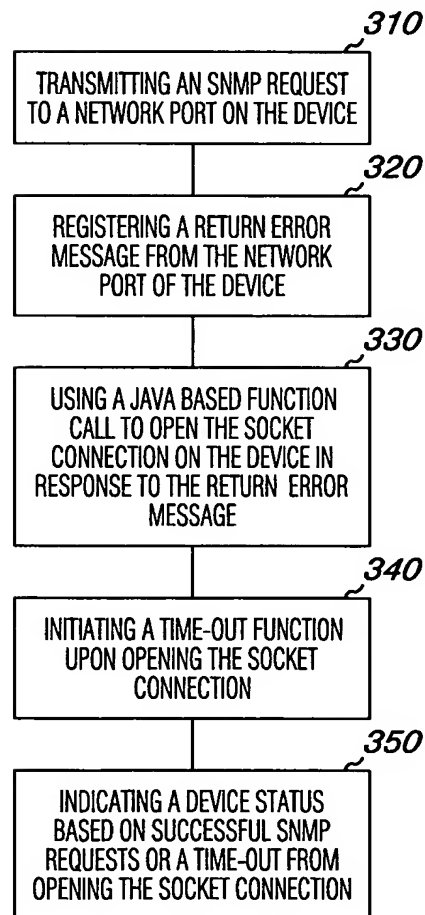 310
TRANSMITTING AN SNMP REQUEST
TO A NETWORK PORT ON THE DEVICE
320
REGISTERING A RETURN ERROR
MESSAGE FROM THE NETWORK
PORT OF THE DEVICE
330
USING A JAVA BASED FUNCTION
CALL TO OPEN THE SOCKET
CONNECTION ON THE DEVICE IN
RESPONSE TO THE RETURN ERROR
MESSAGE
340
INITIATING A TIME-OUT FUNCTION
UPON OPENING THE SOCKET
CONNECTION
350
INDICATING A DEVICE STATUS
BASED ON SUCCESSFUL SNMP
REQUESTS OR A TIME-OUT FROM
OPENING THE SOCKET CONNECTION